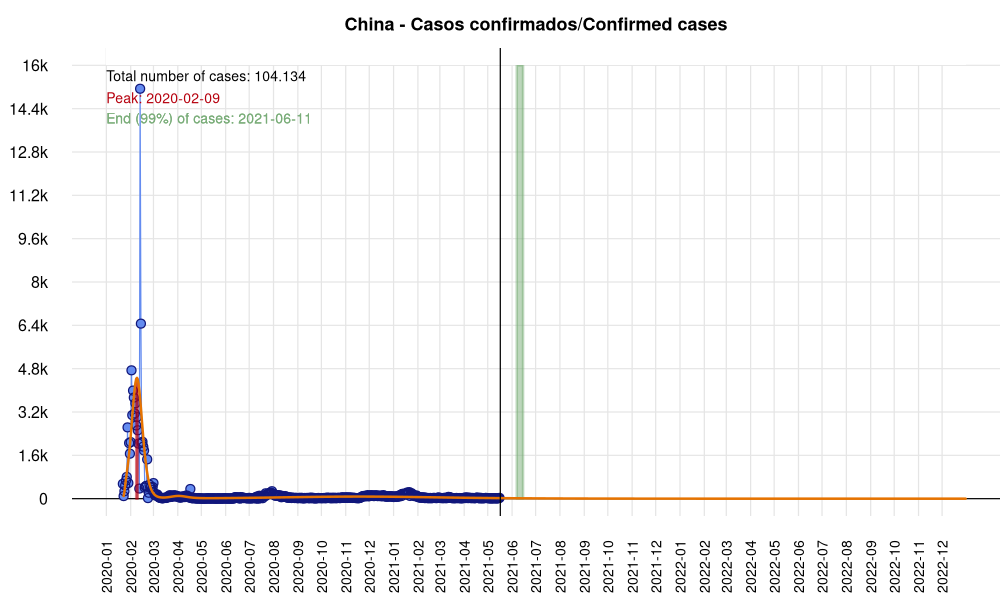 China - Casos confirmados/Confirmed cases
16k
Total number of cases: 104.134
Peak: 2020-02-09
14.4k
End (99%) of cases: 2021-06-11
12.8k
11.2k
9.6k
8k
6.4k
4.8k
3.2k
1.6k
0
2020-01
2020-02
2020-03
2020-04
2020-05
2020-06
2020-07
2020-08
2020-09
2020-10
2020-11
2020-12
2021-01
2021-02
2021-03
2021-04
2021-05
2021-06
2021-07
2021-08
2021-09
2021-10
2021-11
2021-12
2022-01
2022-02
2022-03
2022-04
2022-05
2022-06
2022-07
2022-08
2022-09
2022-10
2022-11
2022-12